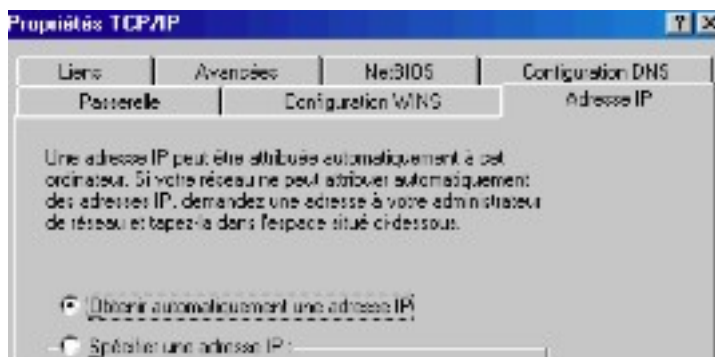 Propriétés TCP/IP
Liens Avancées NetBIOS Configuration DNS
Passerelle Configuration WINS Adresse IP
Une adresse IP peut être attribuée automatiquement à cet
ordinateur. Si votre réseau ne peut attribuer automatiquement
des adresses IP, demandez une adresse à votre administrateur
de réseau et tapez-la dans l'espace situé ci-dessous.
Obtenir automatiquement une adresse IP
Spécifier une adresse IP :